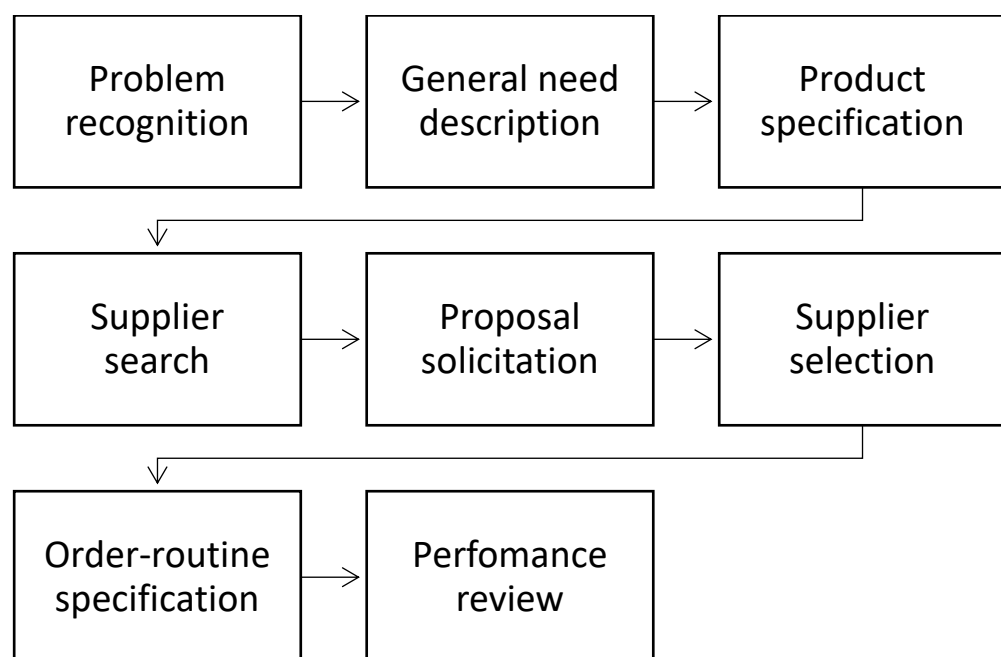 Problem
recognition
General need
description
Product
specification
Supplier
search
Proposal
solicitation
Supplier
selection
Order-routine
specification
Perfomance
review